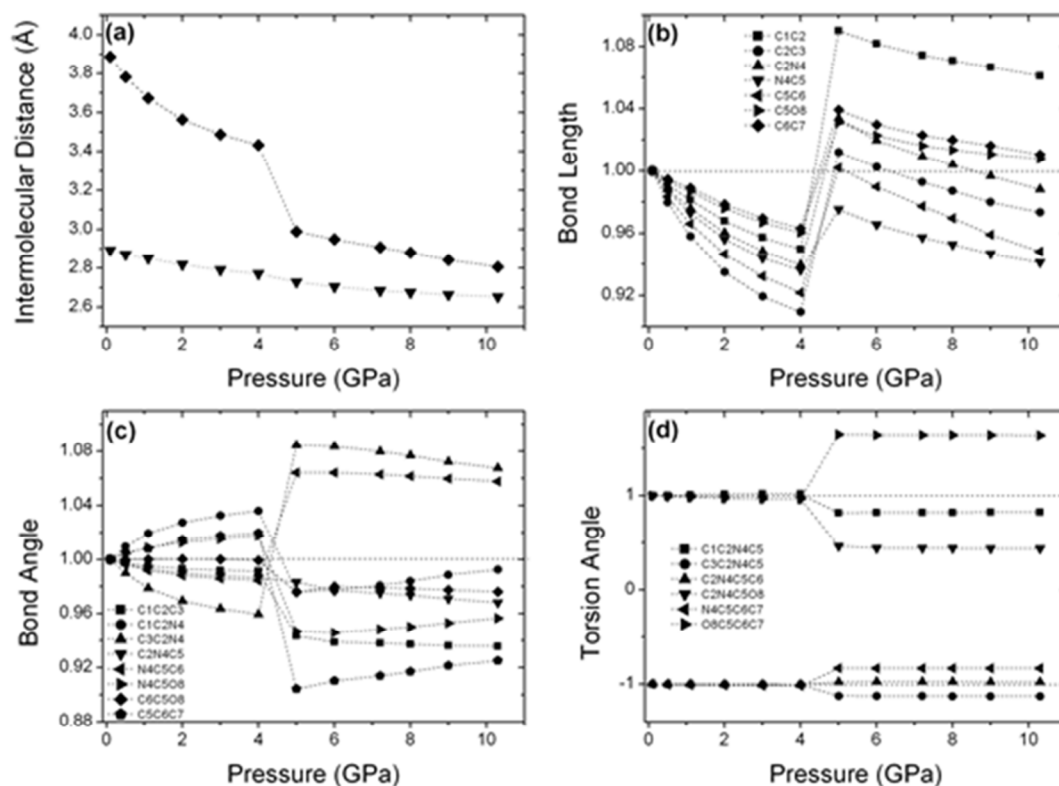 (a)
Intermolecular Distance (Å)
4.0
3.8
3.6
3.4
3.2
3.0
2.8
2.6
0
2
4
6
8
10
Pressure (GPa)
(b)
Bond Length
1.08
1.04
1.00
0.96
0.92
C1C2
C2C3
C2N4
N4C5
C5C6
C5O8
C6C7
0
2
4
6
8
10
Pressure (GPa)
(c)
Bond Angle
1.08
1.04
1.00
0.96
0.92
0.88
C1C2C3
C1C2N4
C3C2N4
C2N4C5
N4C5C6
N4C5O8
C6C5O8
C5C6C7
0
2
4
6
8
10
Pressure (GPa)
(d)
Torsion Angle
1
0
-1
C1C2N4C5
C3C2N4C5
C2N4C5C6
C2N4C5O8
N4C5C6C7
O8C5C6C7
0
2
4
6
8
10
Pressure (GPa)